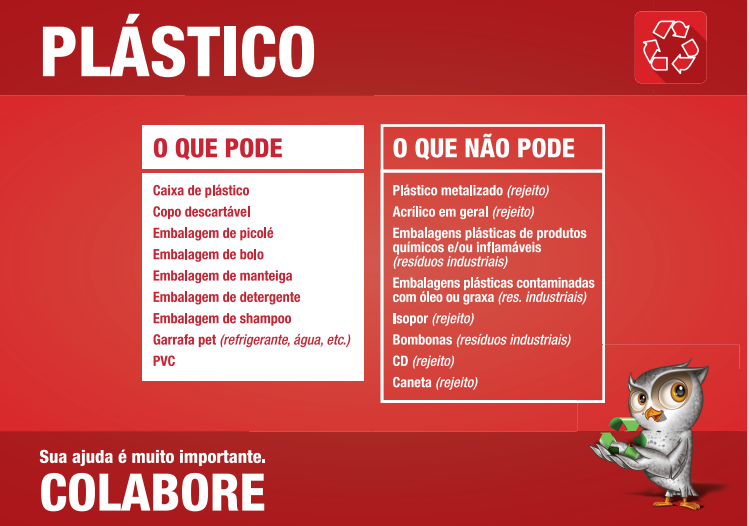 PLÁSTICO
O QUE PODE
Caixa de plástico
Copo descartável
Embalagem de picolé
Embalagem de bolo
Embalagem de manteiga
Embalagem de detergente
Embalagem de shampoo
Garrafa pet (refrigerante, água, etc.)
PVC
O QUE NÃO PODE
Plástico metalizado (rejeito)
Acrílico em geral (rejeito)
Embalagens plásticas de produtos
químicos e/ou inflamáveis
(resíduos industriais)
Embalagens plásticas contaminadas
com óleo ou graxa (res. industriais)
Isopor (rejeito)
Bombonas (resíduos industriais)
CD (rejeito)
Caneta (rejeito)
Sua ajuda é muito importante.
COLABORE